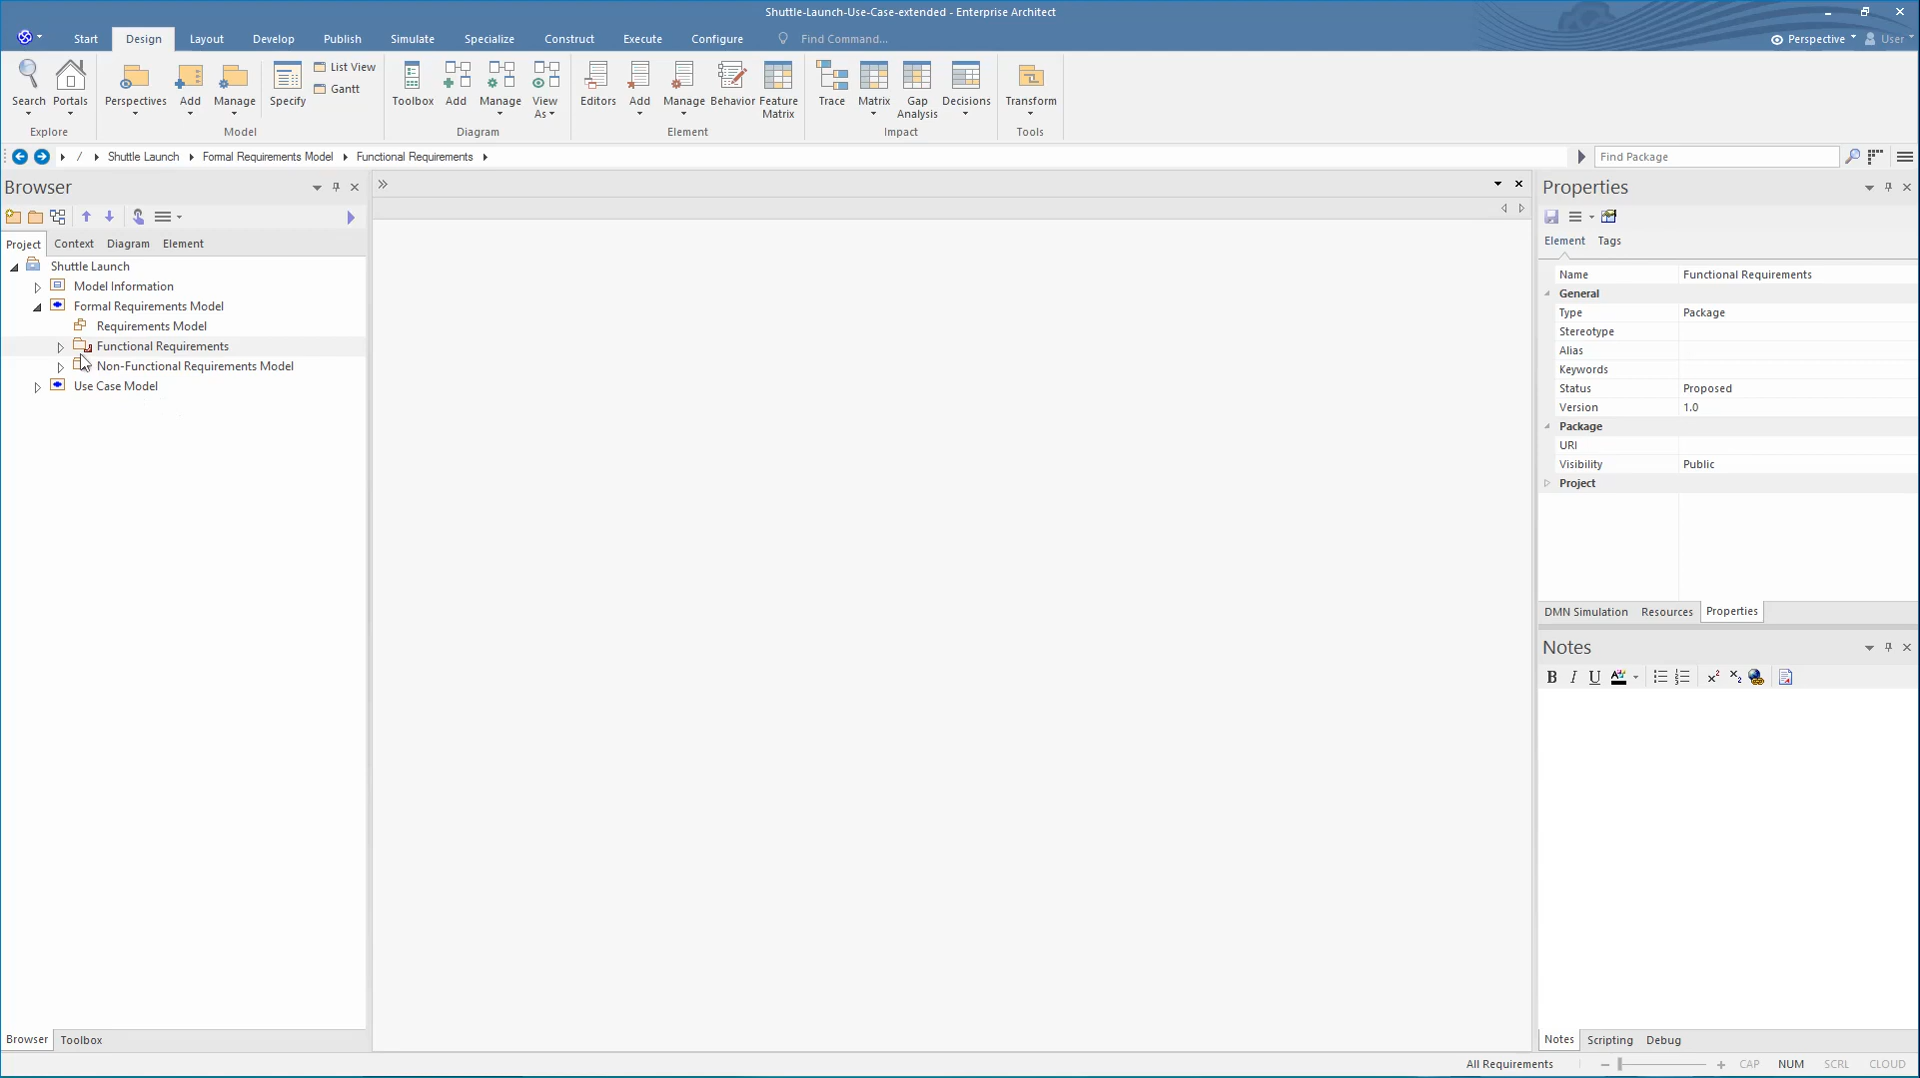 Shuttle-Launch-Use-Case-extended - Enterprise Architect
Start Design Layout Develop Publish Simulate Specialize Construct Execute Configure Find Command... Perspective User
Search Portals Perspectives Add Manage Specify List View Gantt Toolbox Add Manage View As Editors Add Manage Behavior Feature Matrix Trace Matrix Gap Analysis Decisions Transform
Explore Model Diagram Element Impact Tools
/ Shuttle Launch Formal Requirements Model Functional Requirements Find Package
Browser
Project Context Diagram Element
Shuttle Launch
Model Information
Formal Requirements Model
Requirements Model
Functional Requirements
Non-Functional Requirements Model
Use Case Model
Browser Toolbox
Properties
Element Tags
Name Functional Requirements
General
Type Package
Stereotype
Alias
Keywords
Status Proposed
Version 1.0
Package
URI
Visibility Public
Project
DMN Simulation Resources Properties
Notes
B I U A x² x₂
Notes Scripting Debug
All Requirements CAP NUM SCRL CLOUD